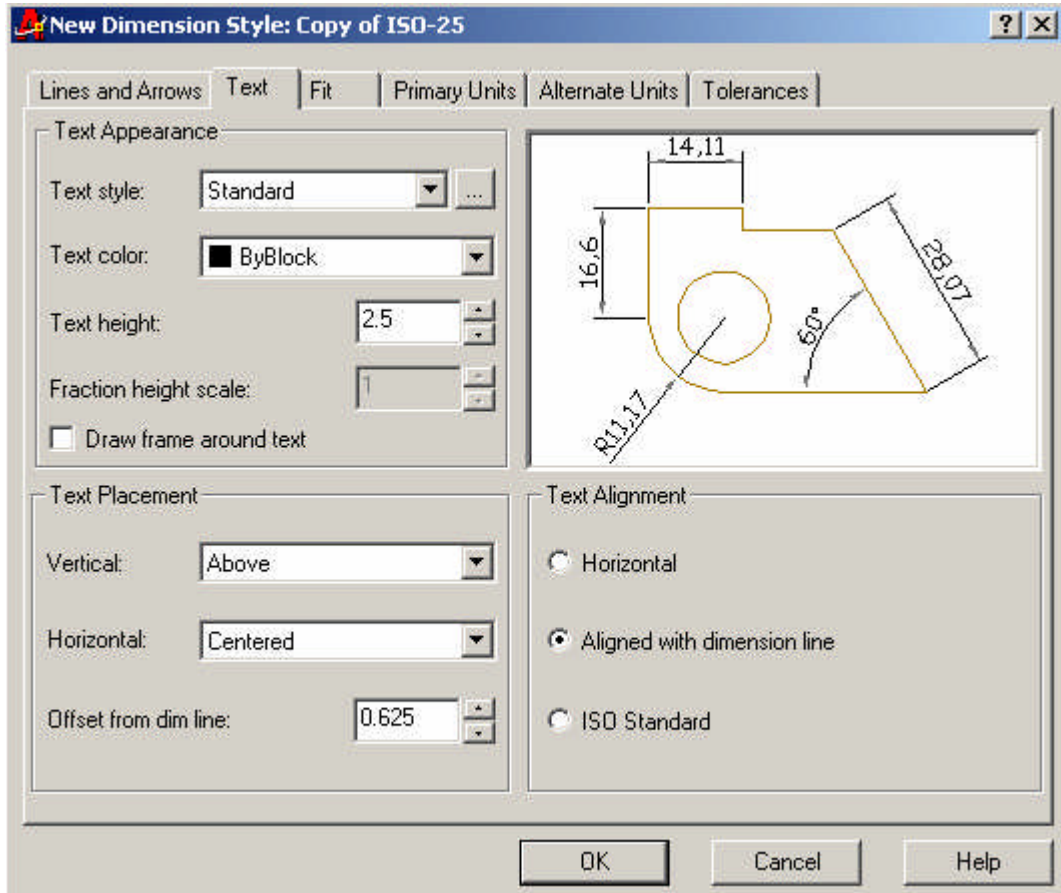 New Dimension Style: Copy of ISO-25
Lines and Arrows Text Fit Primary Units Alternate Units Tolerances
Text Appearance
Text style: Standard ...
Text color: ByBlock
Text height: 2.5
Fraction height scale: 1
Draw frame around text
14,11
16,6
28,07
60°
R11,17
Text Placement
Vertical: Above
Horizontal: Centered
Offset from dim line: 0.625
Text Alignment
Horizontal
Aligned with dimension line
ISO Standard
OK Cancel Help